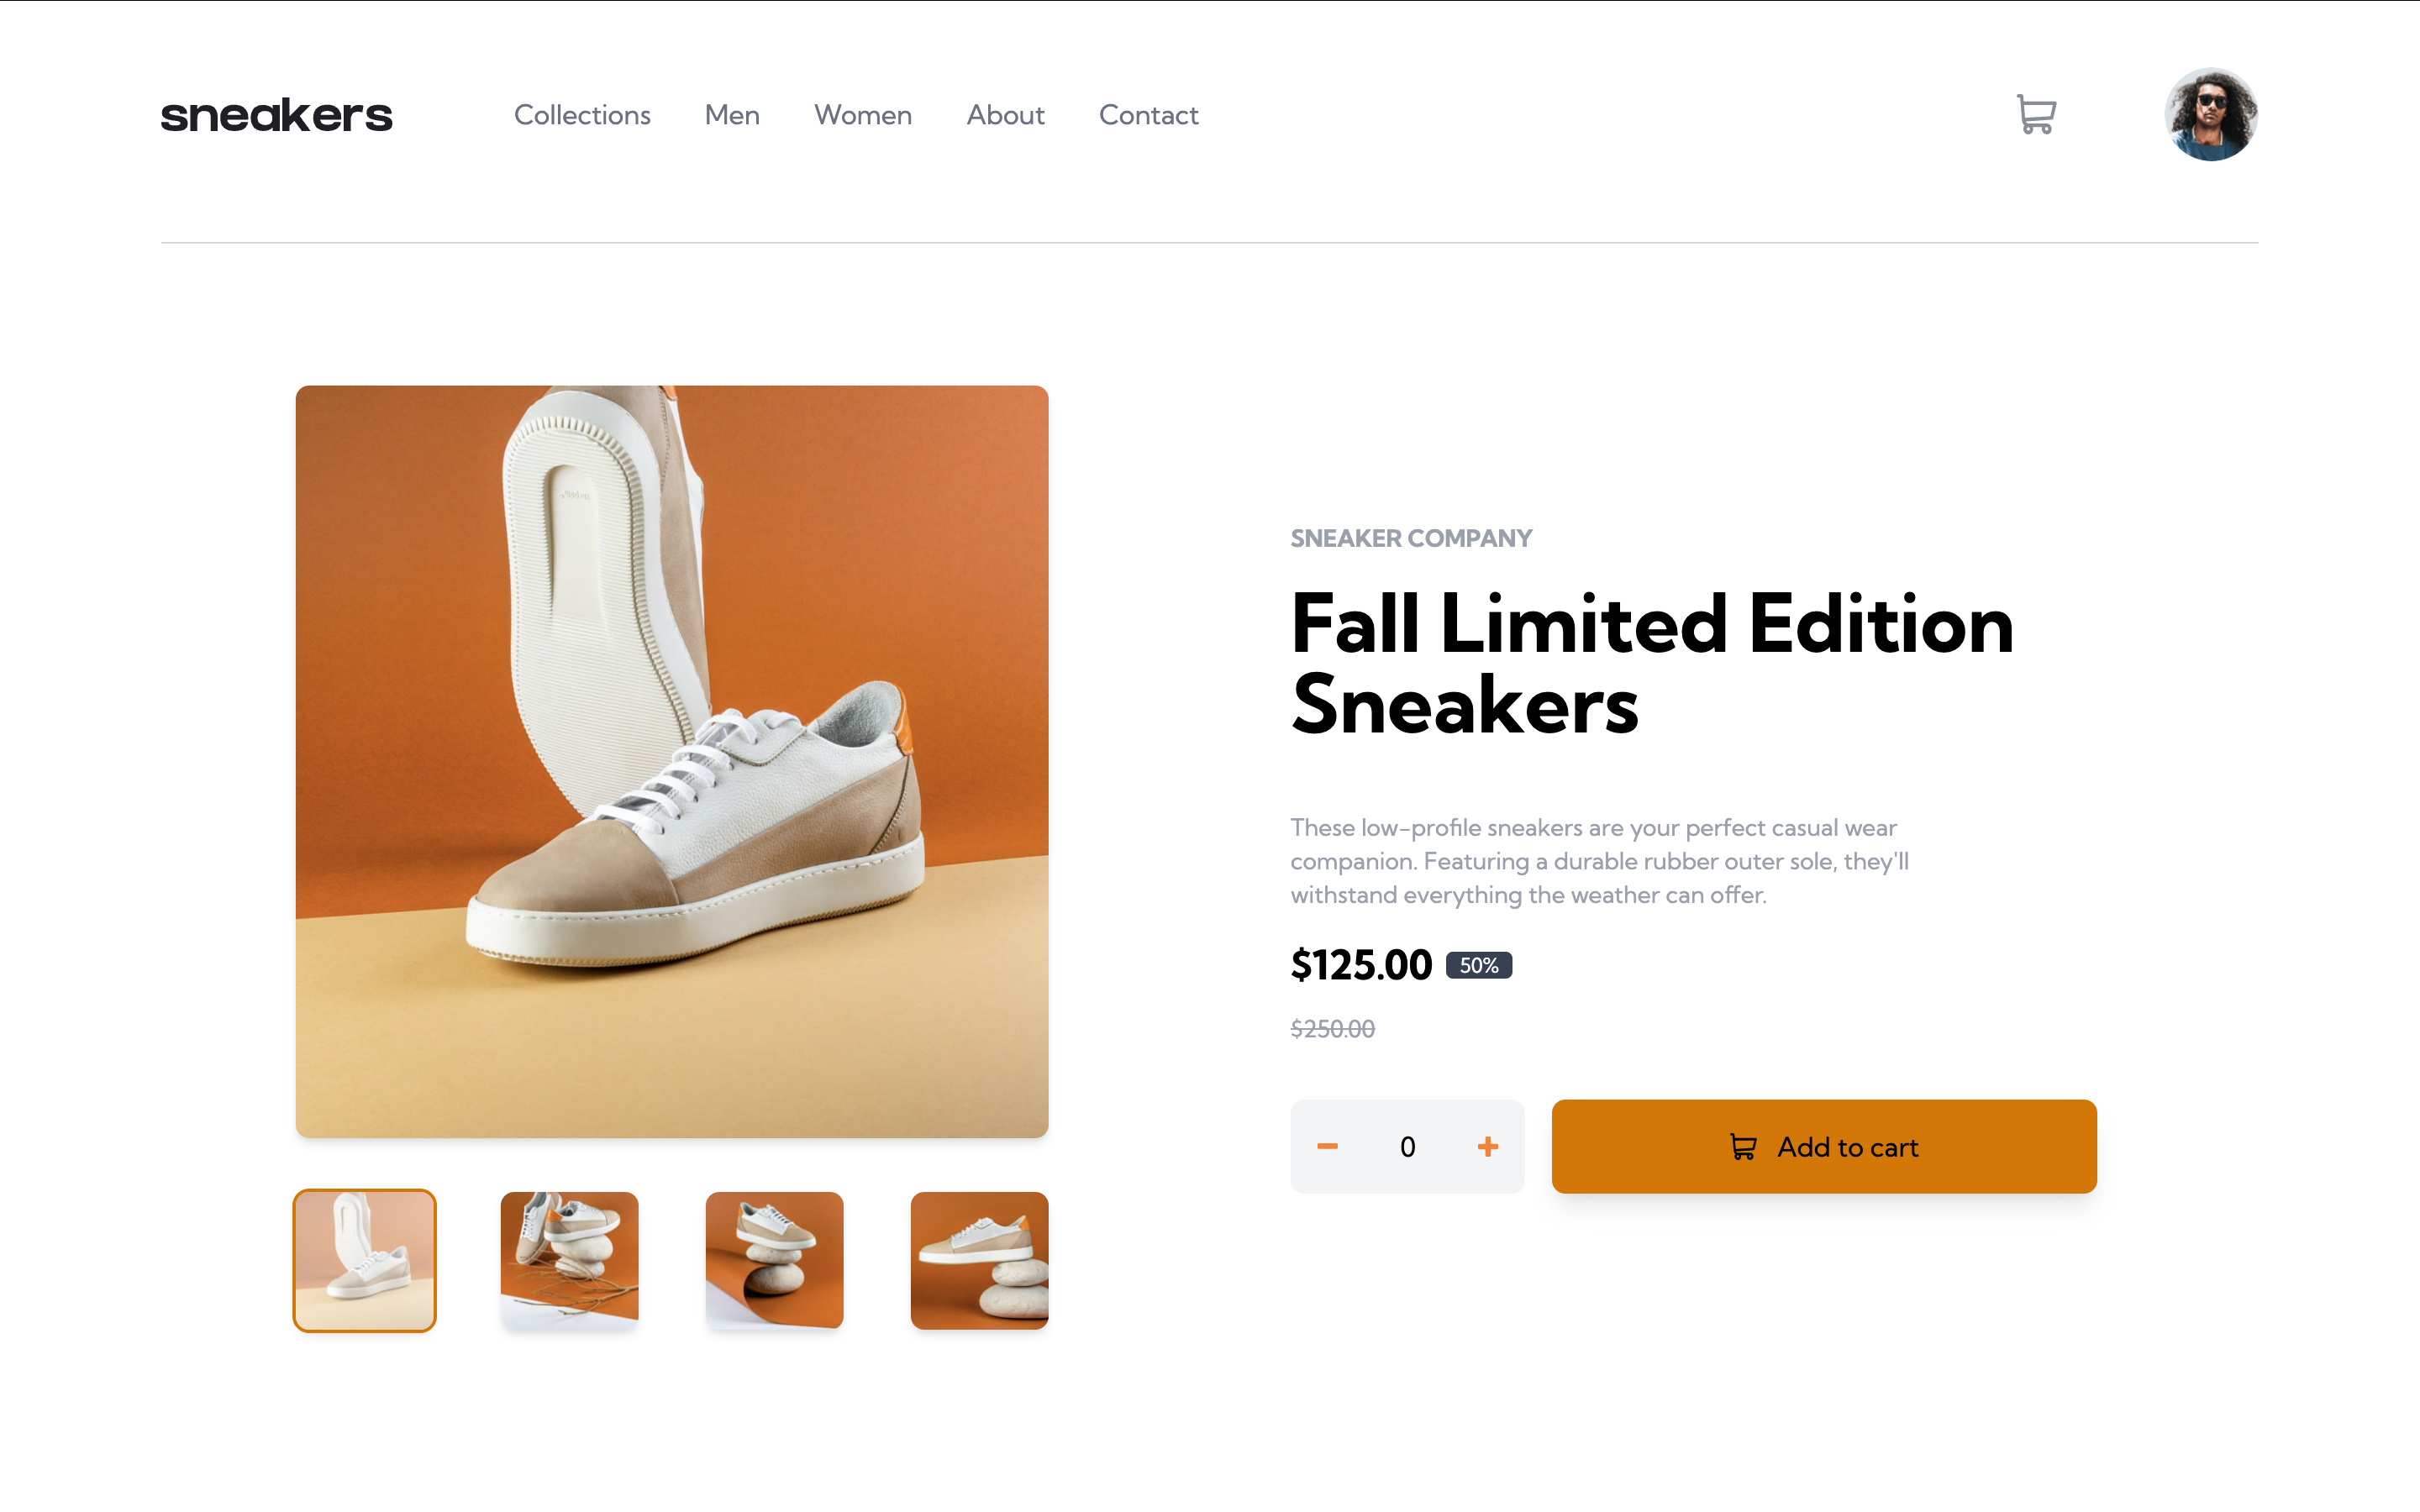 sneakers
Collections Men Women About Contact
SNEAKER COMPANY
Fall Limited Edition
Sneakers
These low-profile sneakers are your perfect casual wear
companion. Featuring a durable rubber outer sole, they'll
withstand everything the weather can offer.
$125.00 50%
$250.00
0
Add to cart